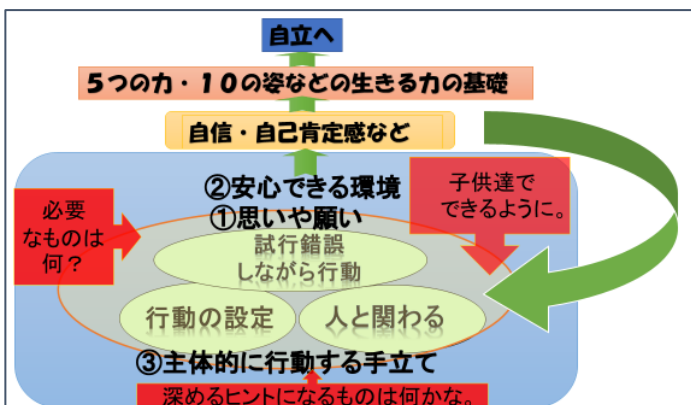 自立へ
5つの力・10の姿などの生きる力の基礎
自信・自己肯定感など
②安心できる環境
①思いや願い
必要
なものは
何？
子供達で
できるように。
試行錯誤
しながら行動
行動の設定
人と関わる
③主体的に行動する手立て
深めるヒントになるものは何かな。